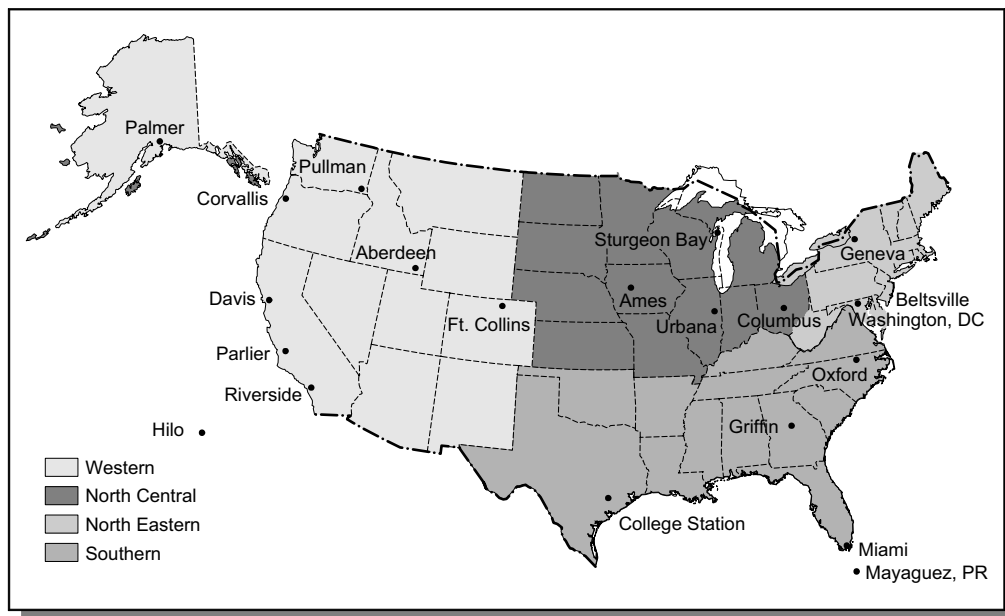 Palmer
Pullman
Corvallis
Sturgeon Bay
Geneva
Aberdeen
Davis
Ames
Beltsville
Ft. Collins
Urbana
Columbus
Washington, DC
Parlier
Oxford
Riverside
Griffin
Hilo
Western
North Central
North Eastern
Southern
College Station
Miami
Mayaguez, PR